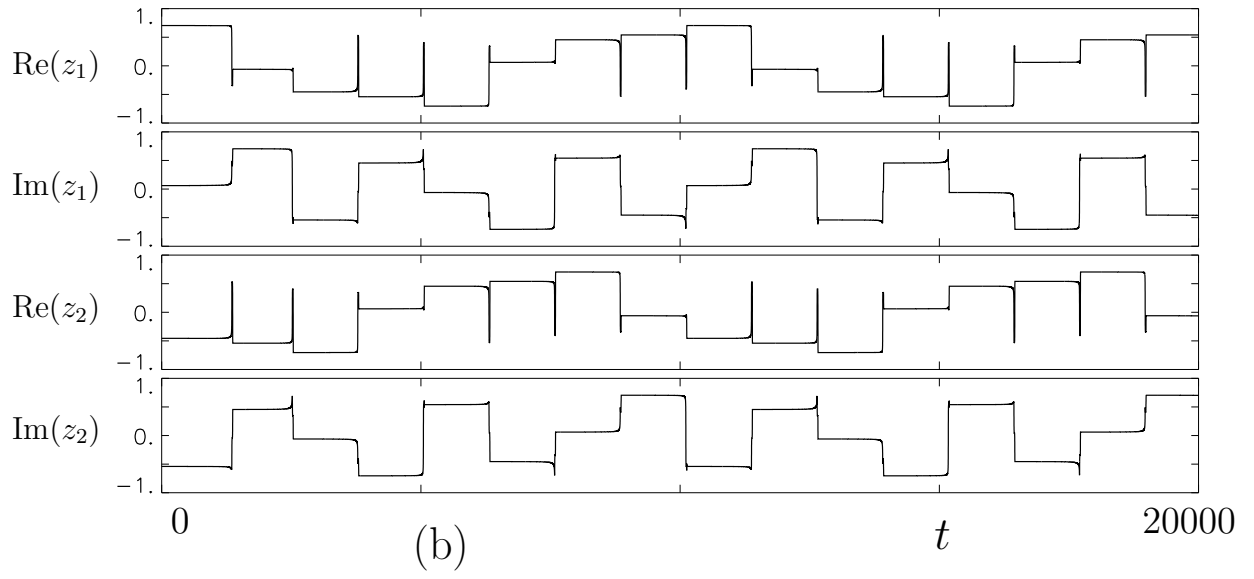 1.
Re(z₁) 0.
−1.
1.
Im(z₁) 0.
−1.
1.
Re(z₂) 0.
−1.
1.
Im(z₂) 0.
−1.
0 (b) t 20000